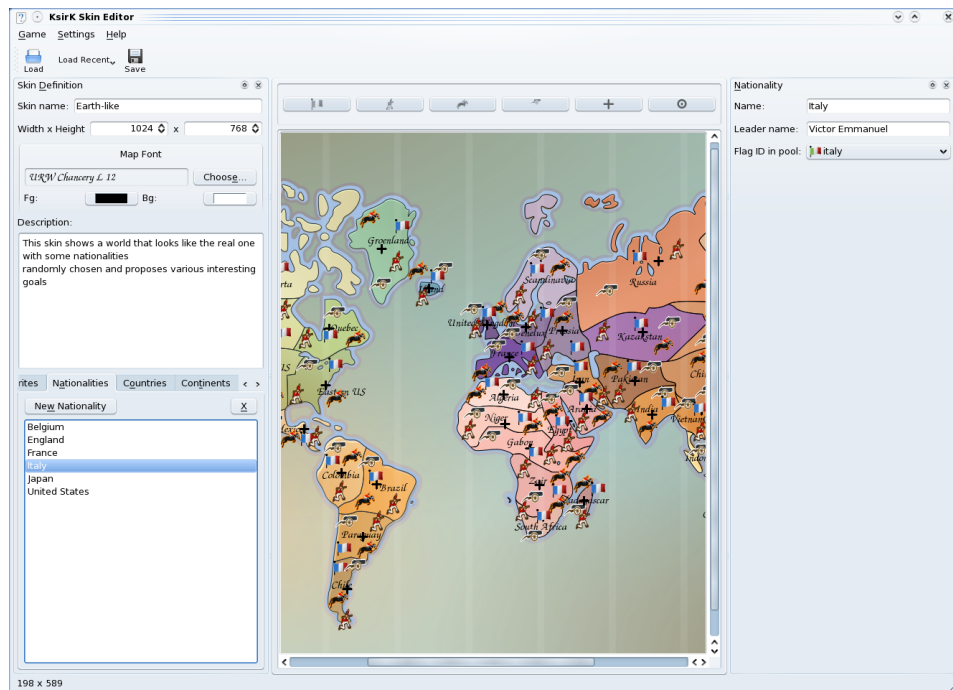 KsirK Skin Editor
Game Settings Help
Load
Load Recent
Save
Skin Definition
Skin name: Earth-like
Width x Height 1024 x 768
Map Font
URW Chancery L 12
Choose...
Fg:
Bg:
Description:
This skin shows a world that looks like the real one
with some nationalities
randomly chosen and proposes various interesting
goals
rites Nationalities Countries Continents
New Nationality
X
Belgium
England
France
Italy
Japan
United States
Groenland
Scandinavia
Russia
Quebec
Kazakstan
France
Eastern US
Algeria
Pakistan
Chi
Niger
India
Vietnam
Egypt
Gabon
Indo
Colombia
Brazil
Zair
South Africa
Paraguay
Chile
Nationality
Name: Italy
Leader name: Victor Emmanuel
Flag ID in pool: italy
198 x 589